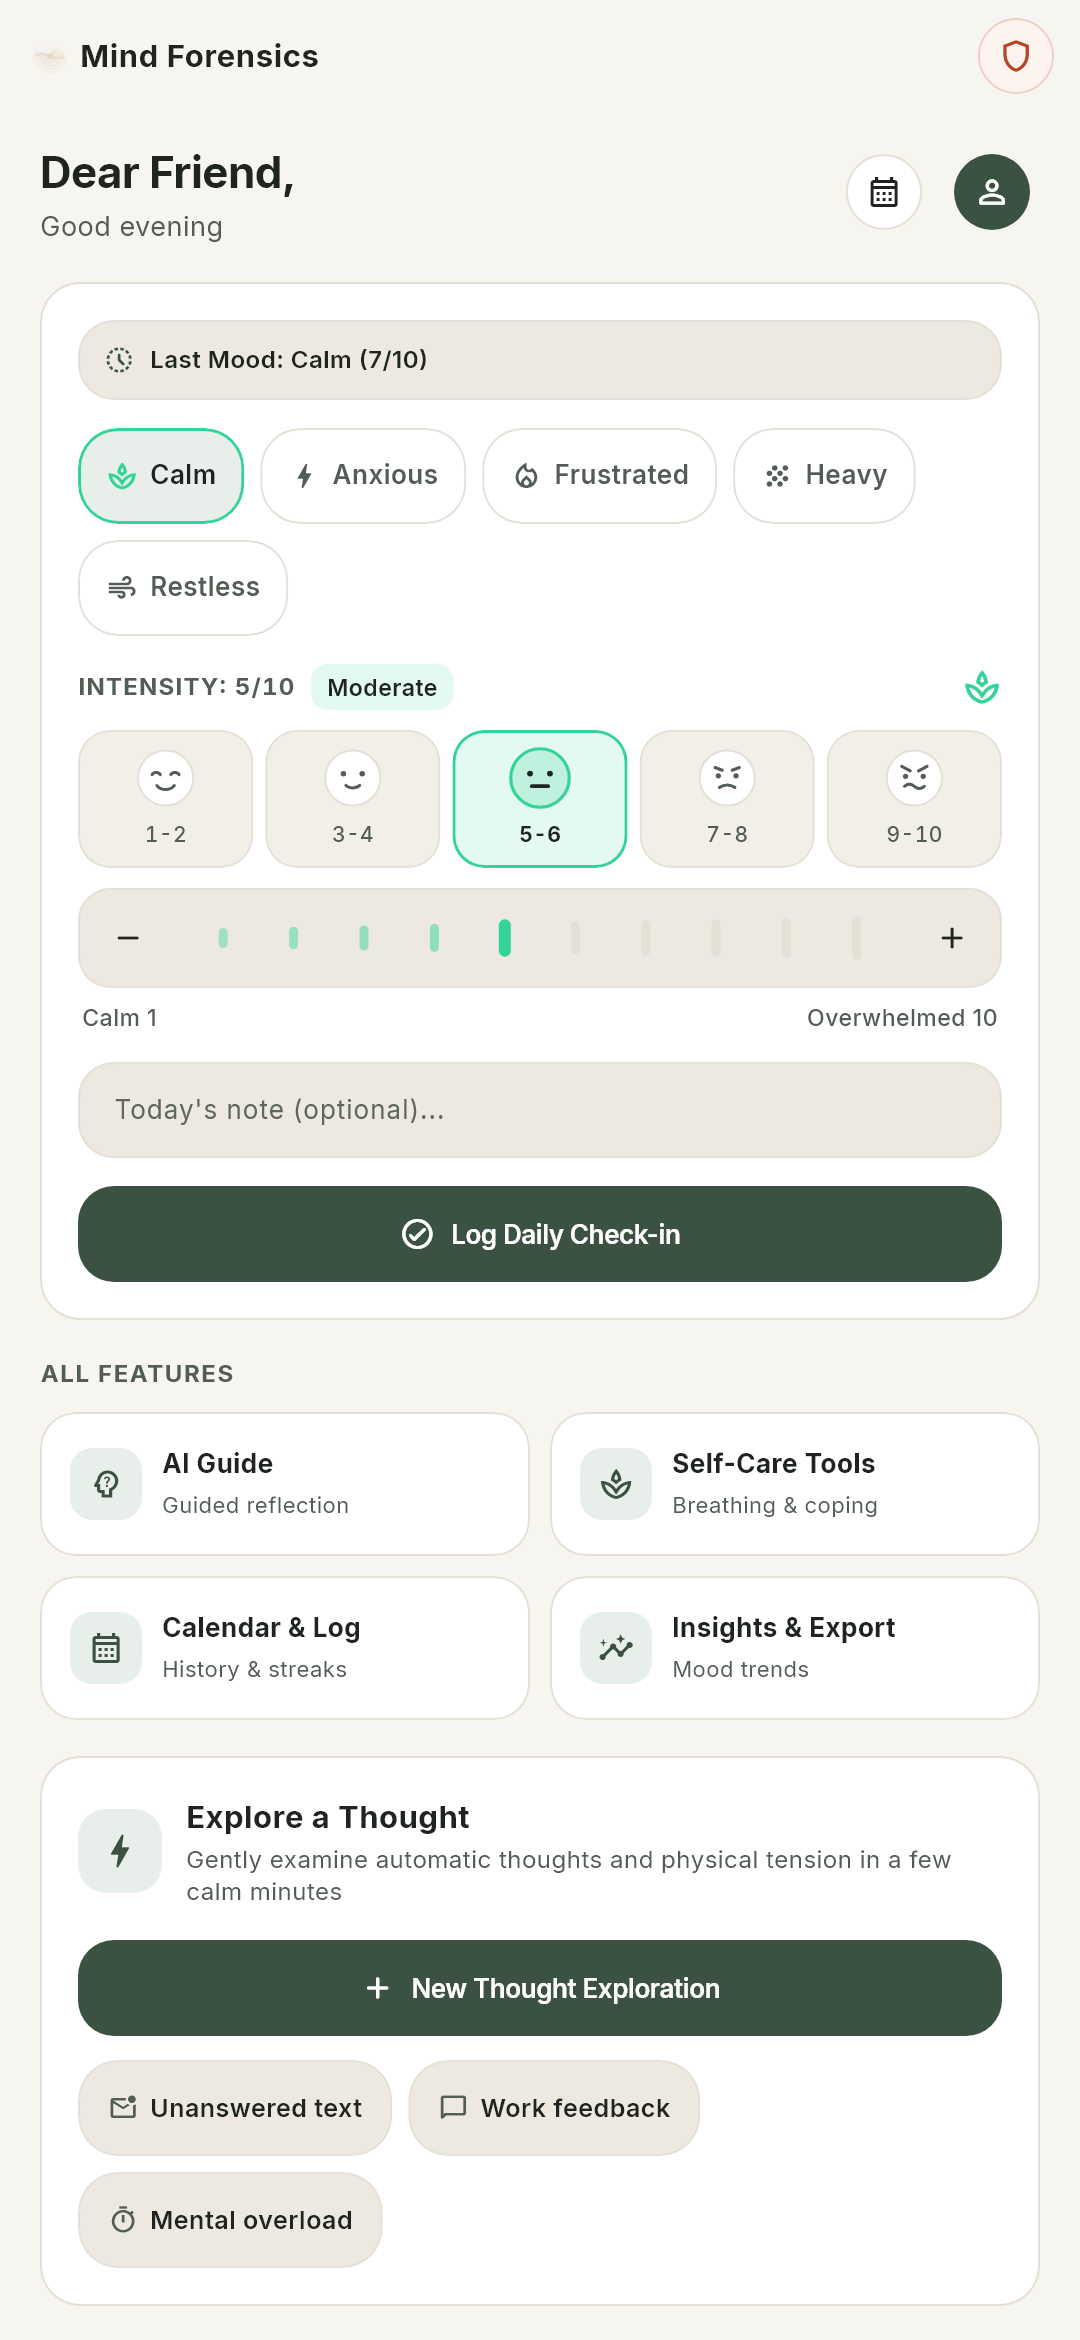 Mind Forensics
Dear Friend,
Good evening
Last Mood: Calm (7/10)
Calm
Anxious
Frustrated
Heavy
Restless
INTENSITY: 5/10
Moderate
1-2
3-4
5-6
7-8
9-10
Calm 1
Overwhelmed 10
Today's note (optional)...
Log Daily Check-in
ALL FEATURES
AI Guide
Guided reflection
Self-Care Tools
Breathing & coping
Calendar & Log
History & streaks
Insights & Export
Mood trends
Explore a Thought
Gently examine automatic thoughts and physical tension in a few
calm minutes
New Thought Exploration
Unanswered text
Work feedback
Mental overload